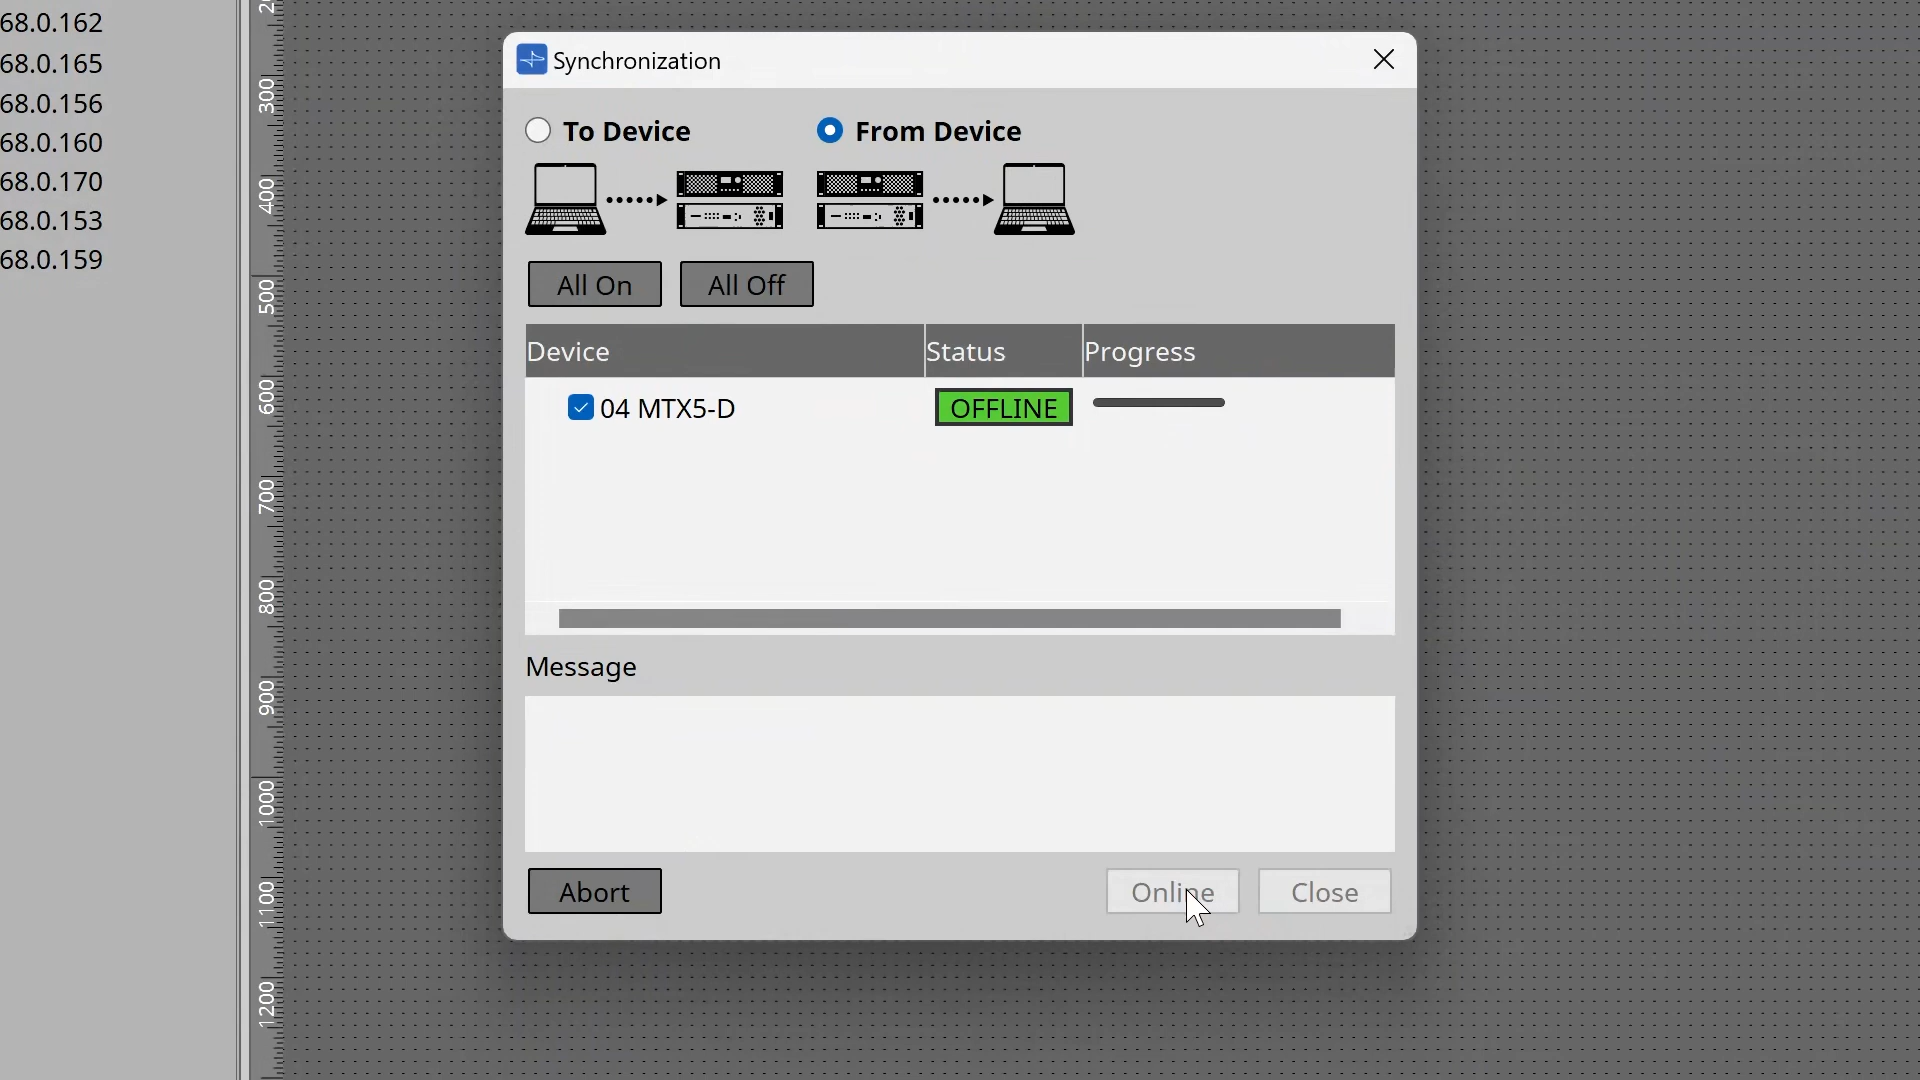 68.0.162
68.0.165
68.0.156
68.0.160
68.0.170
68.0.153
68.0.159
300
400
500
600
700
800
900
1000
1100
1200
Synchronization
To Device
From Device
All On
All Off
Device
Status
Progress
04 MTX5-D
OFFLINE
Message
Abort
Online
Close